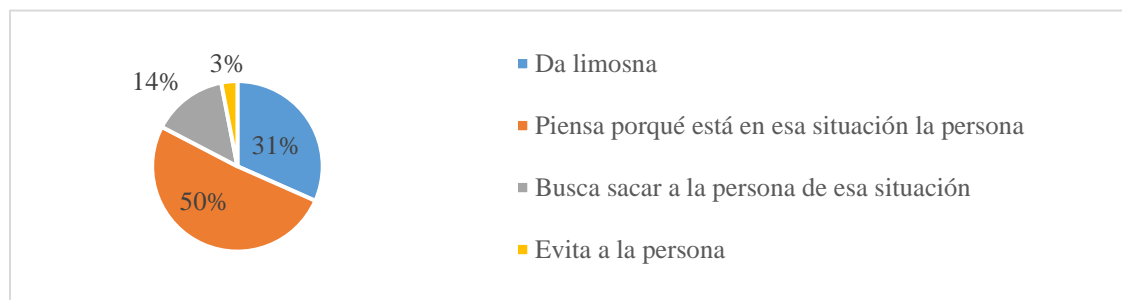 3%
14%
31%
50%
Da limosna
Piensa porqué está en esa situación la persona
Busca sacar a la persona de esa situación
Evita a la persona